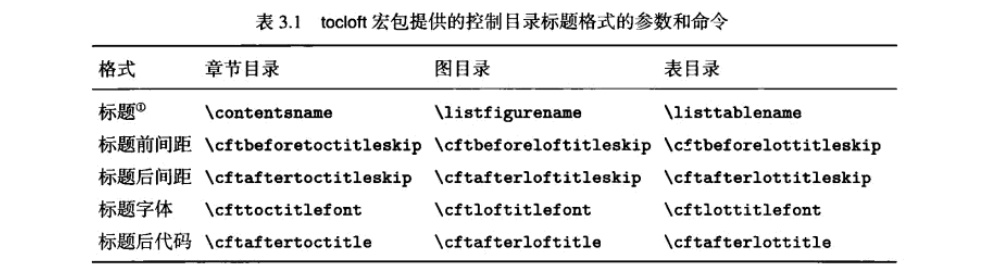 表 3.1 tocloft 宏包提供的控制目录标题格式的参数和命令
格式 章节目录 图目录 表目录
标题① \contentsname \listfigurename \listtablename
标题前间距 \cftbeforetoctitleskip \cftbeforeloftitleskip \cftbeforelottitleskip
标题后间距 \cftaftertoctitleskip \cftafterloftitleskip \cftafterlottitleskip
标题字体 \cfttoctitlefont \cftloftitlefont \cftlottitlefont
标题后代码 \cftaftertoctitle \cftafterloftitle \cftafterlottitle